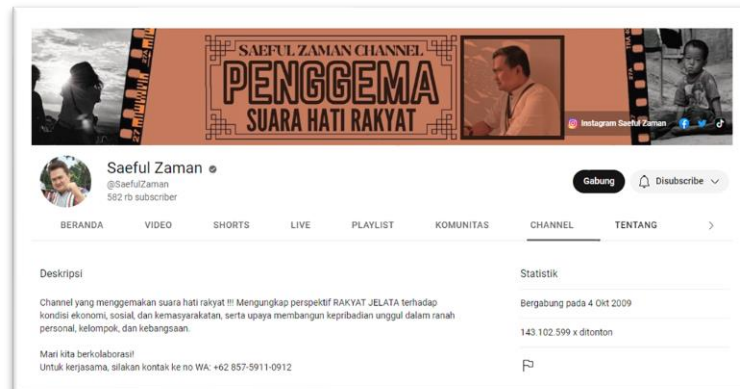 SAEFUL ZAMAN CHANNEL
PENGGEMA
SUARA HATI RAKYAT
Instagram Saeful Zaman
Saeful Zaman
@SaefulZaman
582 rb subscriber
Gabung
Disubscribe
BERANDA VIDEO SHORTS LIVE PLAYLIST KOMUNITAS CHANNEL TENTANG
Deskripsi
Channel yang menggemakan suara hati rakyat !!! Mengungkap perspektif RAKYAT JELATA terhadap
kondisi ekonomi, sosial, dan kemasyarakatan, serta upaya membangun kepribadian unggul dalam ranah
personal, kelompok, dan kebangsaan.
Mari kita berkolaborasi!
Untuk kerjasama, silakan kontak ke no WA: +62 857-5911-0912
Statistik
Bergabung pada 4 Okt 2009
143.102.599 x ditonton